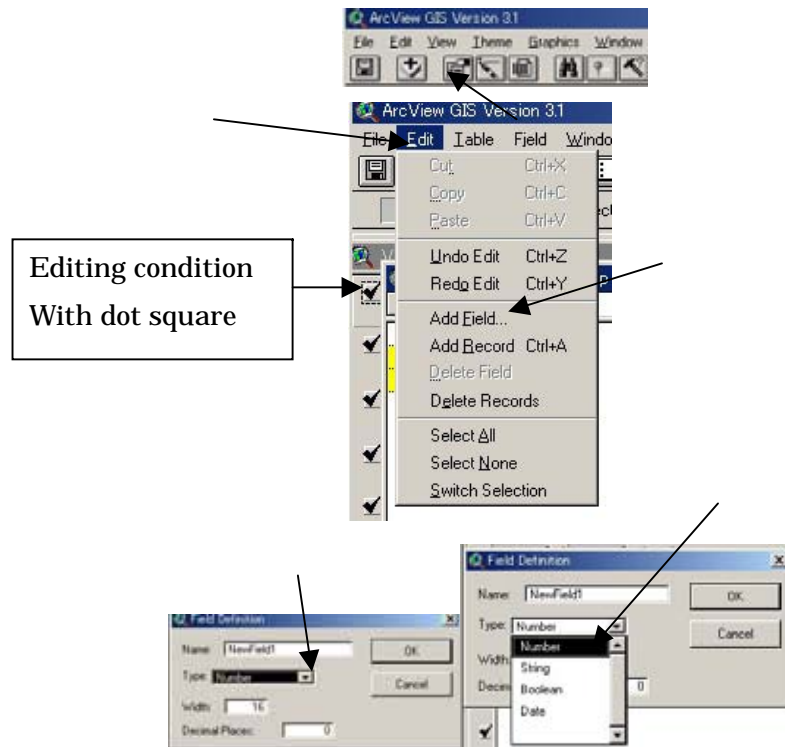 ArcView GIS Version 3.1
File Edit View Theme Graphics Window
ArcView GIS Version 3.1
File Edit Table Field Windo
Cut Ctrl+X
Copy Ctrl+C
Paste Ctrl+V
Undo Edit Ctrl+Z
Redo Edit Ctrl+Y
Add Field...
Add Record Ctrl+A
Delete Field
Delete Records
Select All
Select None
Switch Selection
Editing condition
With dot square
Field Definition
Name: NewField1
OK
Type: Number
Cancel
Width: 16
Decimal Places: 0
Field Definition
Name: NewField1
OK
Type: Number
Cancel
Number
Width:
String
Decim
Boolean
0
Date